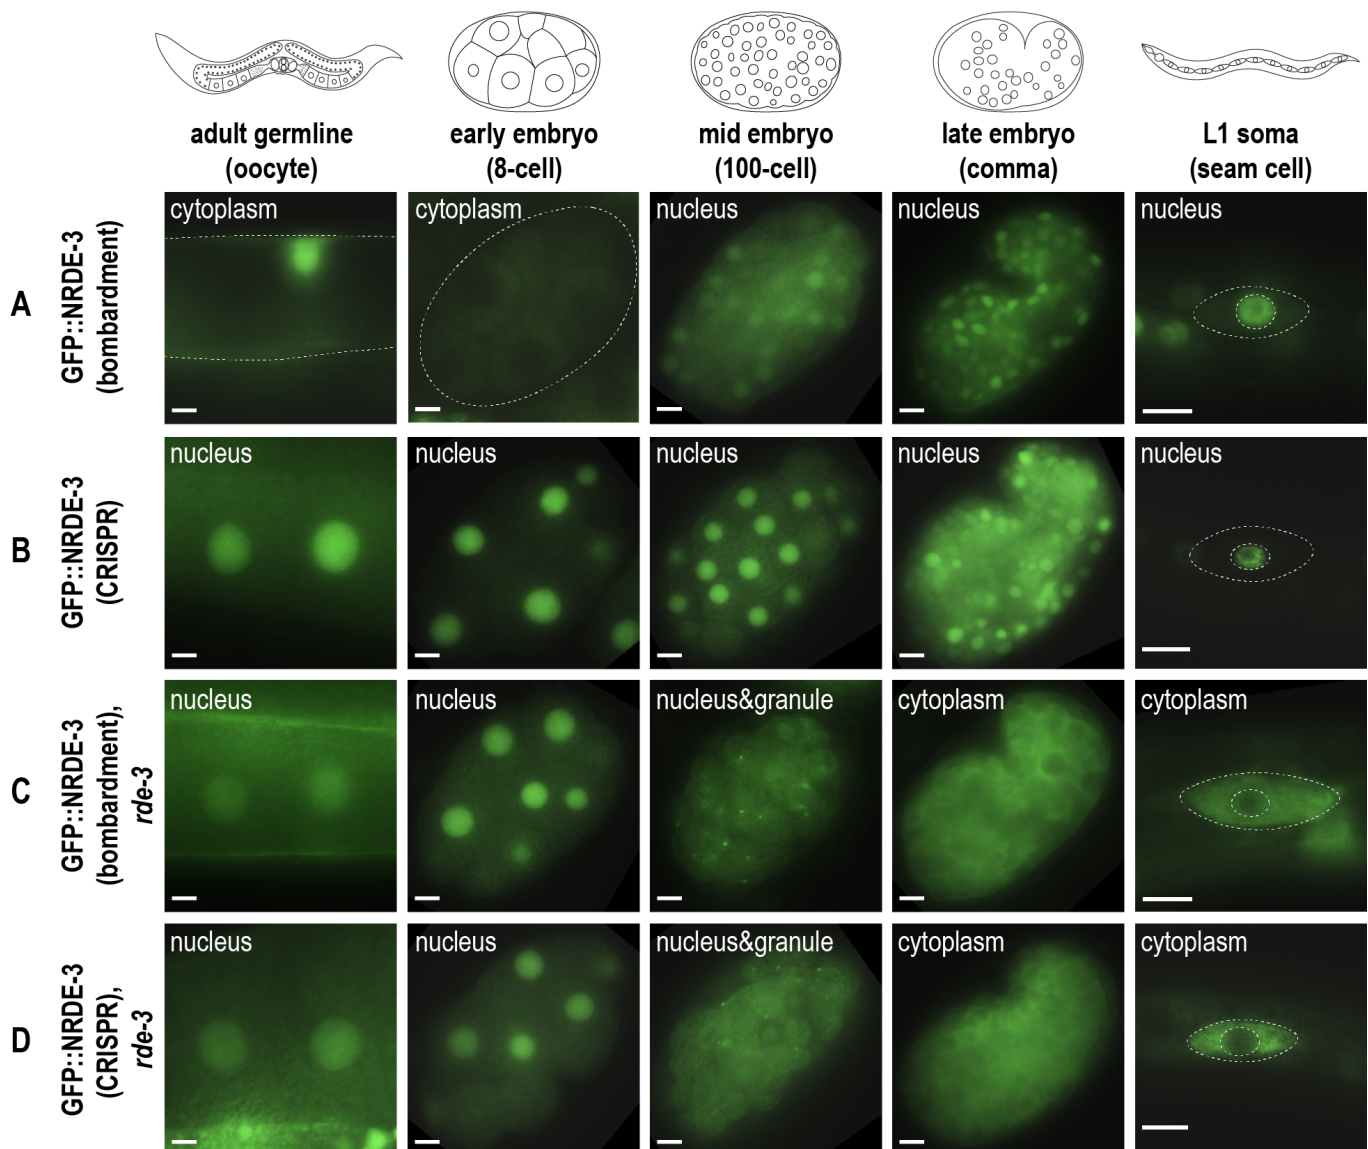 adult germline
(oocyte)
early embryo
(8-cell)
mid embryo
(100-cell)
late embryo
(comma)
L1 soma
(seam cell)
A
GFP::NRDE-3
(bombardment)
cytoplasm
cytoplasm
nucleus
nucleus
nucleus
B
GFP::NRDE-3
(CRISPR)
nucleus
nucleus
nucleus
nucleus
nucleus
C
GFP::NRDE-3
(bombardment),
rde-3
nucleus
nucleus
nucleus&granule
cytoplasm
cytoplasm
D
GFP::NRDE-3
(CRISPR),
rde-3
nucleus
nucleus
nucleus&granule
cytoplasm
cytoplasm